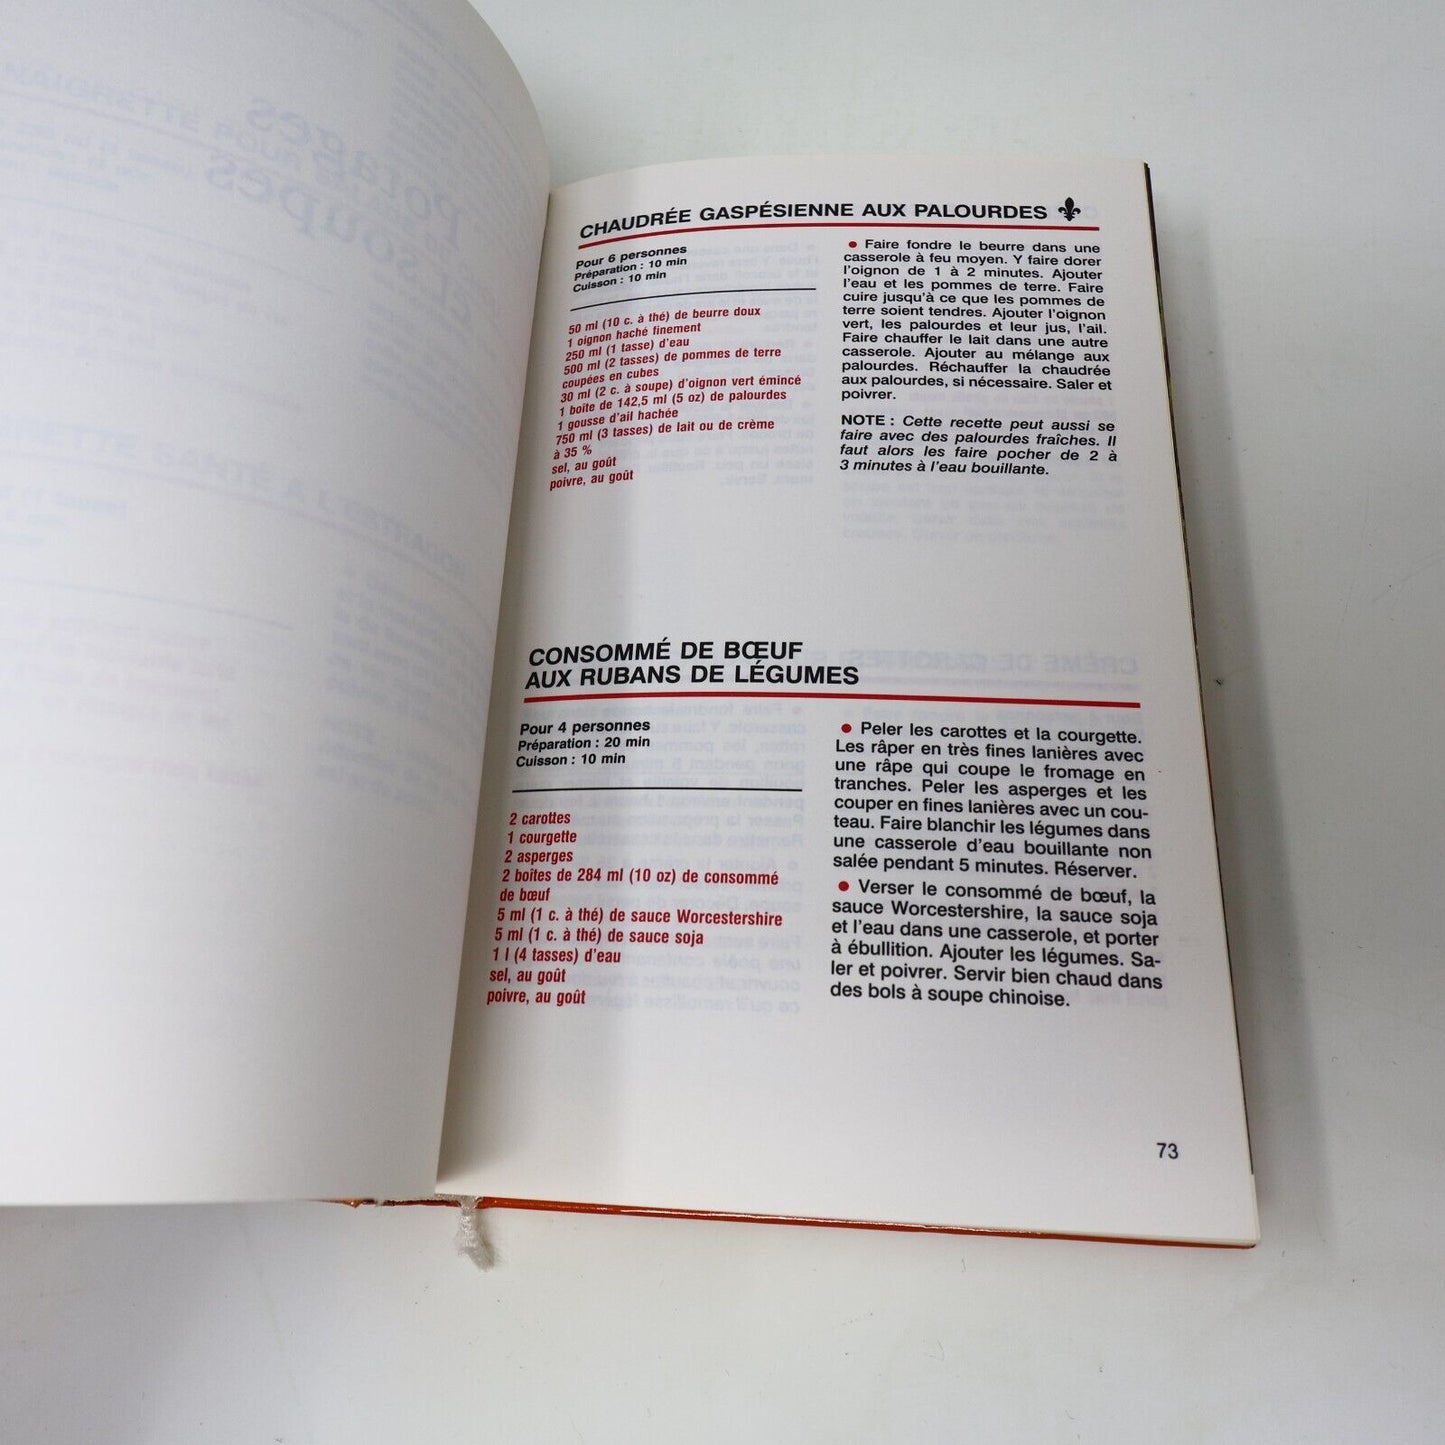 CHAUDRÉE GASPÉSIENNE AUX PALOURDES
Pour 6 personnes
Préparation : 10 min
Cuisson : 10 min
50 ml (10 c. à thé) de beurre doux
1 oignon haché finement
250 ml (1 tasse) d'eau
500 ml (2 tasses) de pommes de terre
coupées en cubes
30 ml (2 c. à soupe) d'oignon vert émincé
1 boîte de 142,5 ml (5 oz) de palourdes
1 gousse d'ail hachée
750 ml (3 tasses) de lait ou de crème
à 35 %
sel, au goût
poivre, au goût
● Faire fondre le beurre dans une
casserole à feu moyen. Y faire dorer
l'oignon de 1 à 2 minutes. Ajouter
l'eau et les pommes de terre. Faire
cuire jusqu'à ce que les pommes de
terre soient tendres. Ajouter l'oignon
vert, les palourdes et leur jus, l'ail.
Faire chauffer le lait dans une autre
casserole. Ajouter au mélange aux
palourdes. Réchauffer la chaudrée
aux palourdes, si nécessaire. Saler et
poivrer.
NOTE : Cette recette peut aussi se
faire avec des palourdes fraîches. Il
faut alors les faire pocher de 2 à
3 minutes à l'eau bouillante.
CONSOMMÉ DE BŒUF
AUX RUBANS DE LÉGUMES
Pour 4 personnes
Préparation : 20 min
Cuisson : 10 min
2 carottes
1 courgette
2 asperges
2 boîtes de 284 ml (10 oz) de consommé
de bœuf
5 ml (1 c. à thé) de sauce Worcestershire
5 ml (1 c. à thé) de sauce soja
1 l (4 tasses) d'eau
sel, au goût
poivre, au goût
● Peler les carottes et la courgette.
Les râper en très fines lanières avec
une râpe qui coupe le fromage en
tranches. Peler les asperges et les
couper en fines lanières avec un cou-
teau. Faire blanchir les légumes dans
une casserole d'eau bouillante non
salée pendant 5 minutes. Réserver.
● Verser le consommé de bœuf, la
sauce Worcestershire, la sauce soja
et l'eau dans une casserole, et porter
à ébullition. Ajouter les légumes. Sa-
ler et poivrer. Servir bien chaud dans
des bols à soupe chinoise.
73